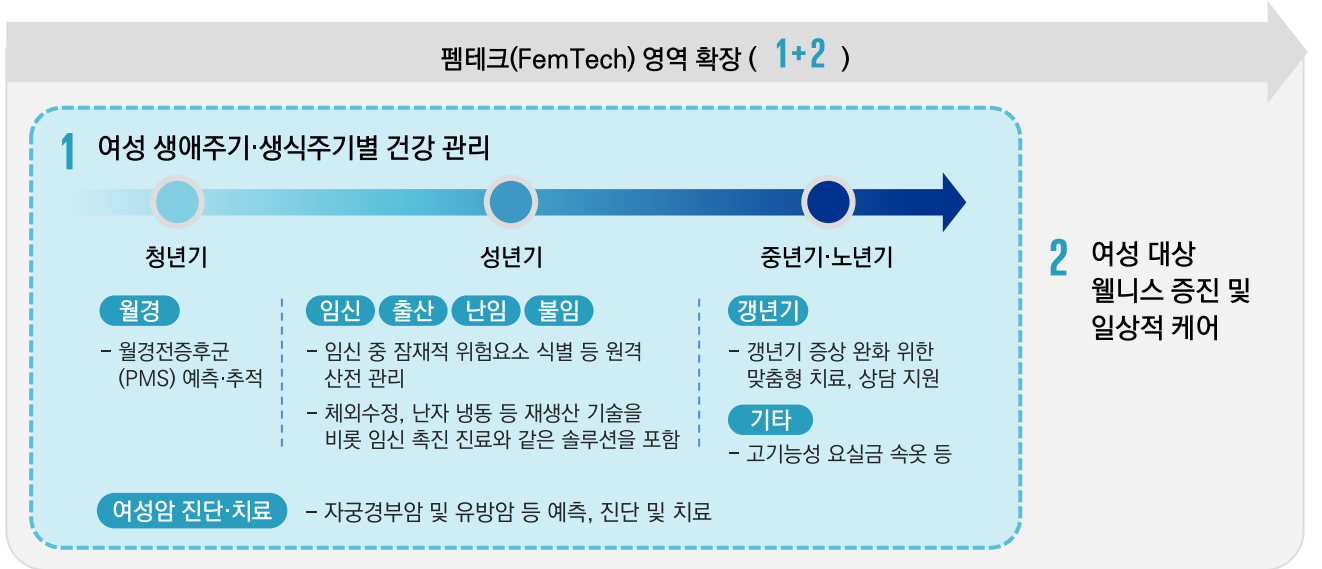 펨테크(FemTech) 영역 확장 ( 1+2 )
1 여성 생애주기·생식주기별 건강 관리
청년기
월경
– 월경전증후군
(PMS) 예측·추적
성년기
임신 출산 난임 불임
– 임신 중 잠재적 위험요소 식별 등 원격
산전 관리
– 체외수정, 난자 냉동 등 재생산 기술을
비롯 임신 촉진 진료와 같은 솔루션을 포함
중년기·노년기
갱년기
– 갱년기 증상 완화 위한
맞춤형 치료, 상담 지원
기타
– 고기능성 요실금 속옷 등
여성암 진단·치료 – 자궁경부암 및 유방암 등 예측, 진단 및 치료
2 여성 대상
웰니스 증진 및
일상적 케어